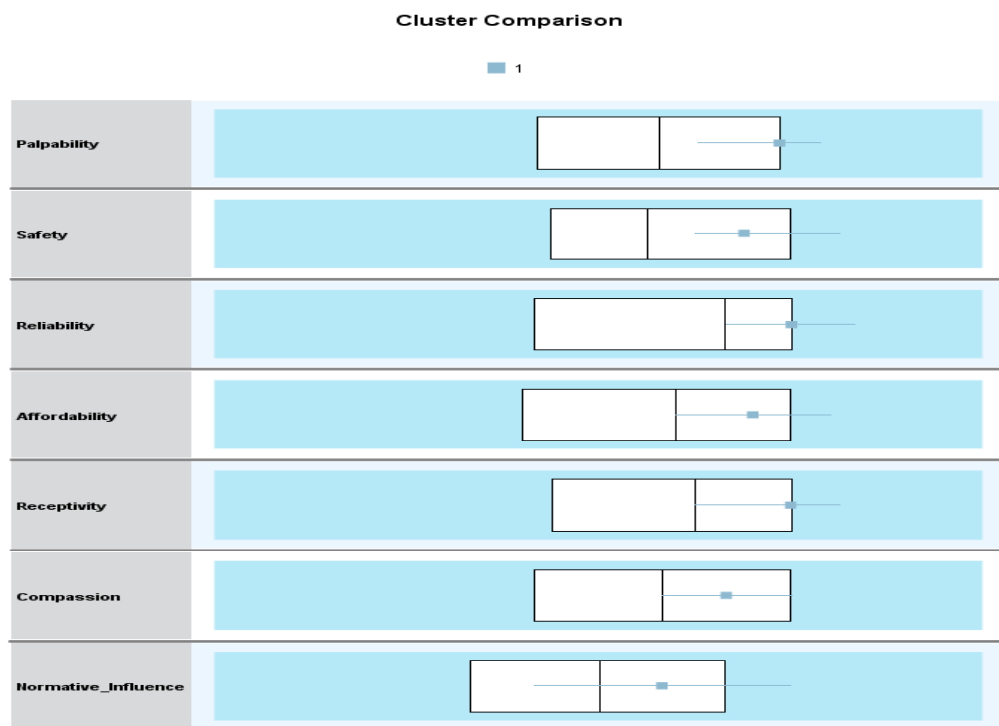 Cluster Comparison
1
Palpability
Safety
Reliability
Affordability
Receptivity
Compassion
Normative_Influence